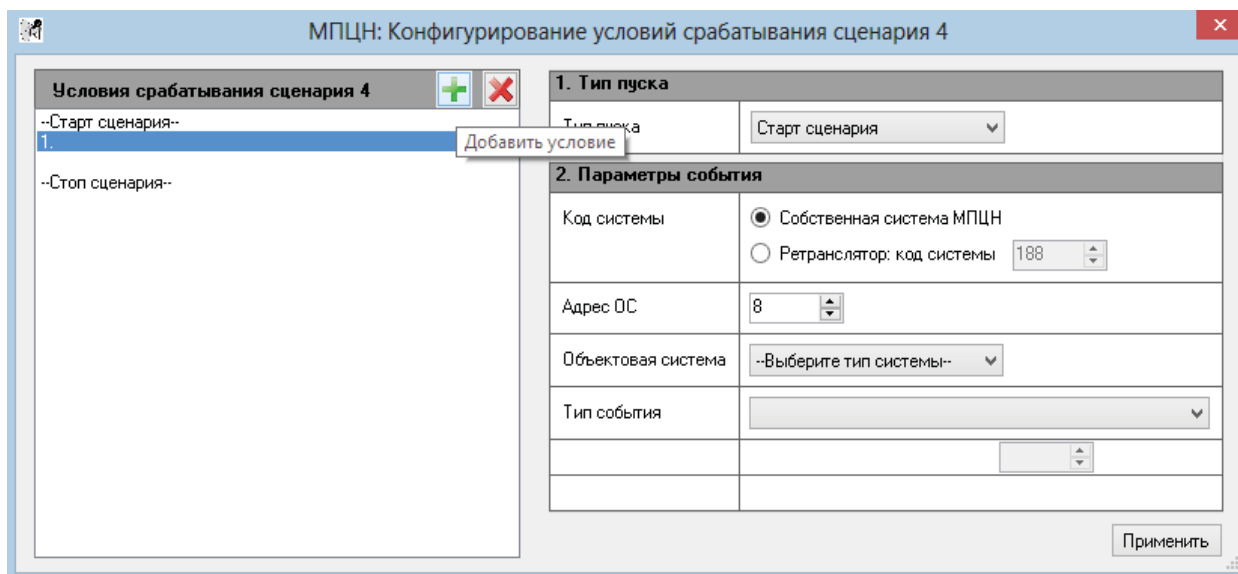 МПЦН: Конфигурирование условий срабатывания сценария 4
Условия срабатывания сценария 4
--Старт сценария--
1.
Добавить условие
--Стоп сценария--
1. Тип пуска
Тип пуска
Старт сценария
2. Параметры события
Код системы
Собственная система МПЦН
Ретранслятор: код системы 188
Адрес ОС 8
Объектовая система --Выберите тип системы--
Тип события
Применить